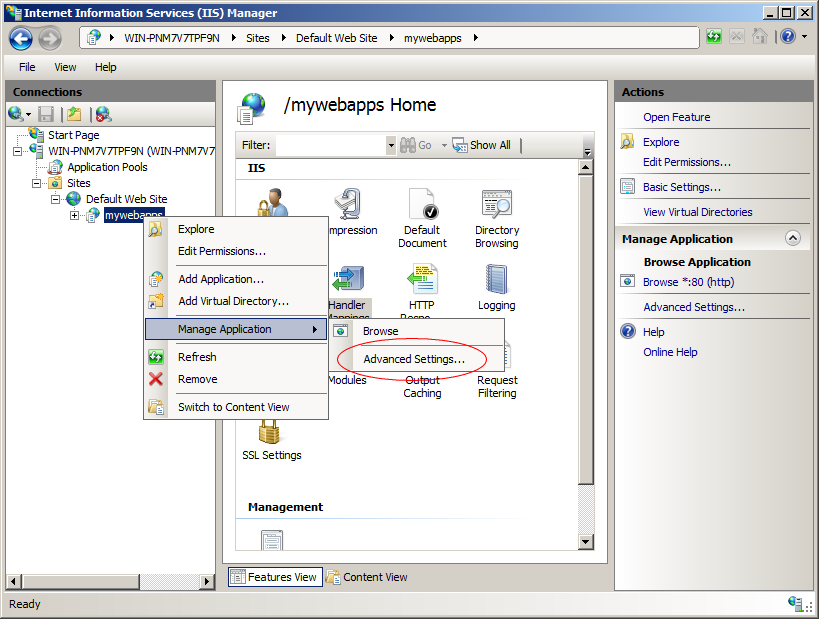 Internet Information Services (IIS) Manager
WIN-PNM7V7TPF9N Sites Default Web Site mywebapps
File View Help
Connections
Start Page
WIN-PNM7V7TPF9N (WIN-PNM7V7
Application Pools
Sites
Default Web Site
mywebapps
Explore
Edit Permissions...
Add Application...
Add Virtual Directory...
Manage Application
Refresh
Remove
Switch to Content View
Browse
Advanced Settings...
/mywebapps Home
Filter: Go Show All
IIS
mpression
Default
Document
Directory
Browsing
Handler
Mappings
HTTP
Respo
Logging
Modules
Output
Caching
Request
Filtering
SSL Settings
Management
Features View Content View
Actions
Open Feature
Explore
Edit Permissions...
Basic Settings...
View Virtual Directories
Manage Application
Browse Application
Browse *:80 (http)
Advanced Settings...
Help
Online Help
Ready